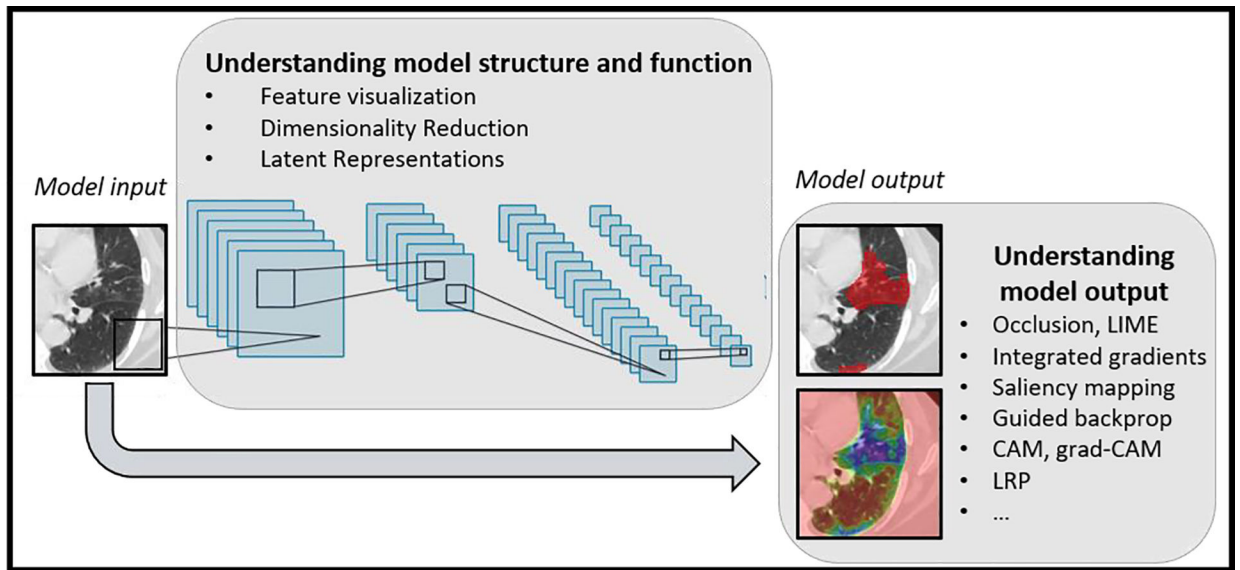 Understanding model structure and function
• Feature visualization
• Dimensionality Reduction
• Latent Representations
Model input
Model output
Understanding
model output
• Occlusion, LIME
• Integrated gradients
• Saliency mapping
• Guided backprop
• CAM, grad-CAM
• LRP
• ...